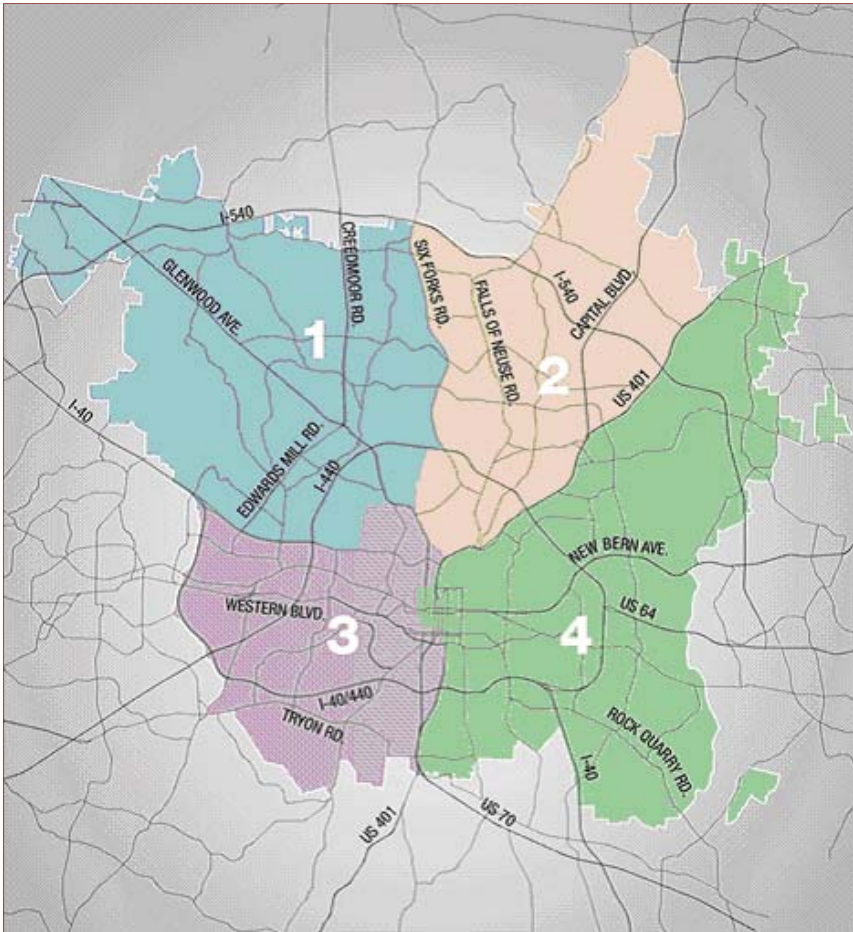 I-540
CREEDMOOR RD.
SIX FORKS RD.
GLENWOOD AVE.
FALLS OF NEUSE RD.
I-540
CAPITAL BLVD.
1
2
US 401
I-40
EDWARDS MILL RD.
I-440
NEW BERN AVE.
WESTERN BLVD.
US 64
3
4
I-40/440
TRYON RD.
ROCK QUARRY RD.
I-40
US 401
US 70